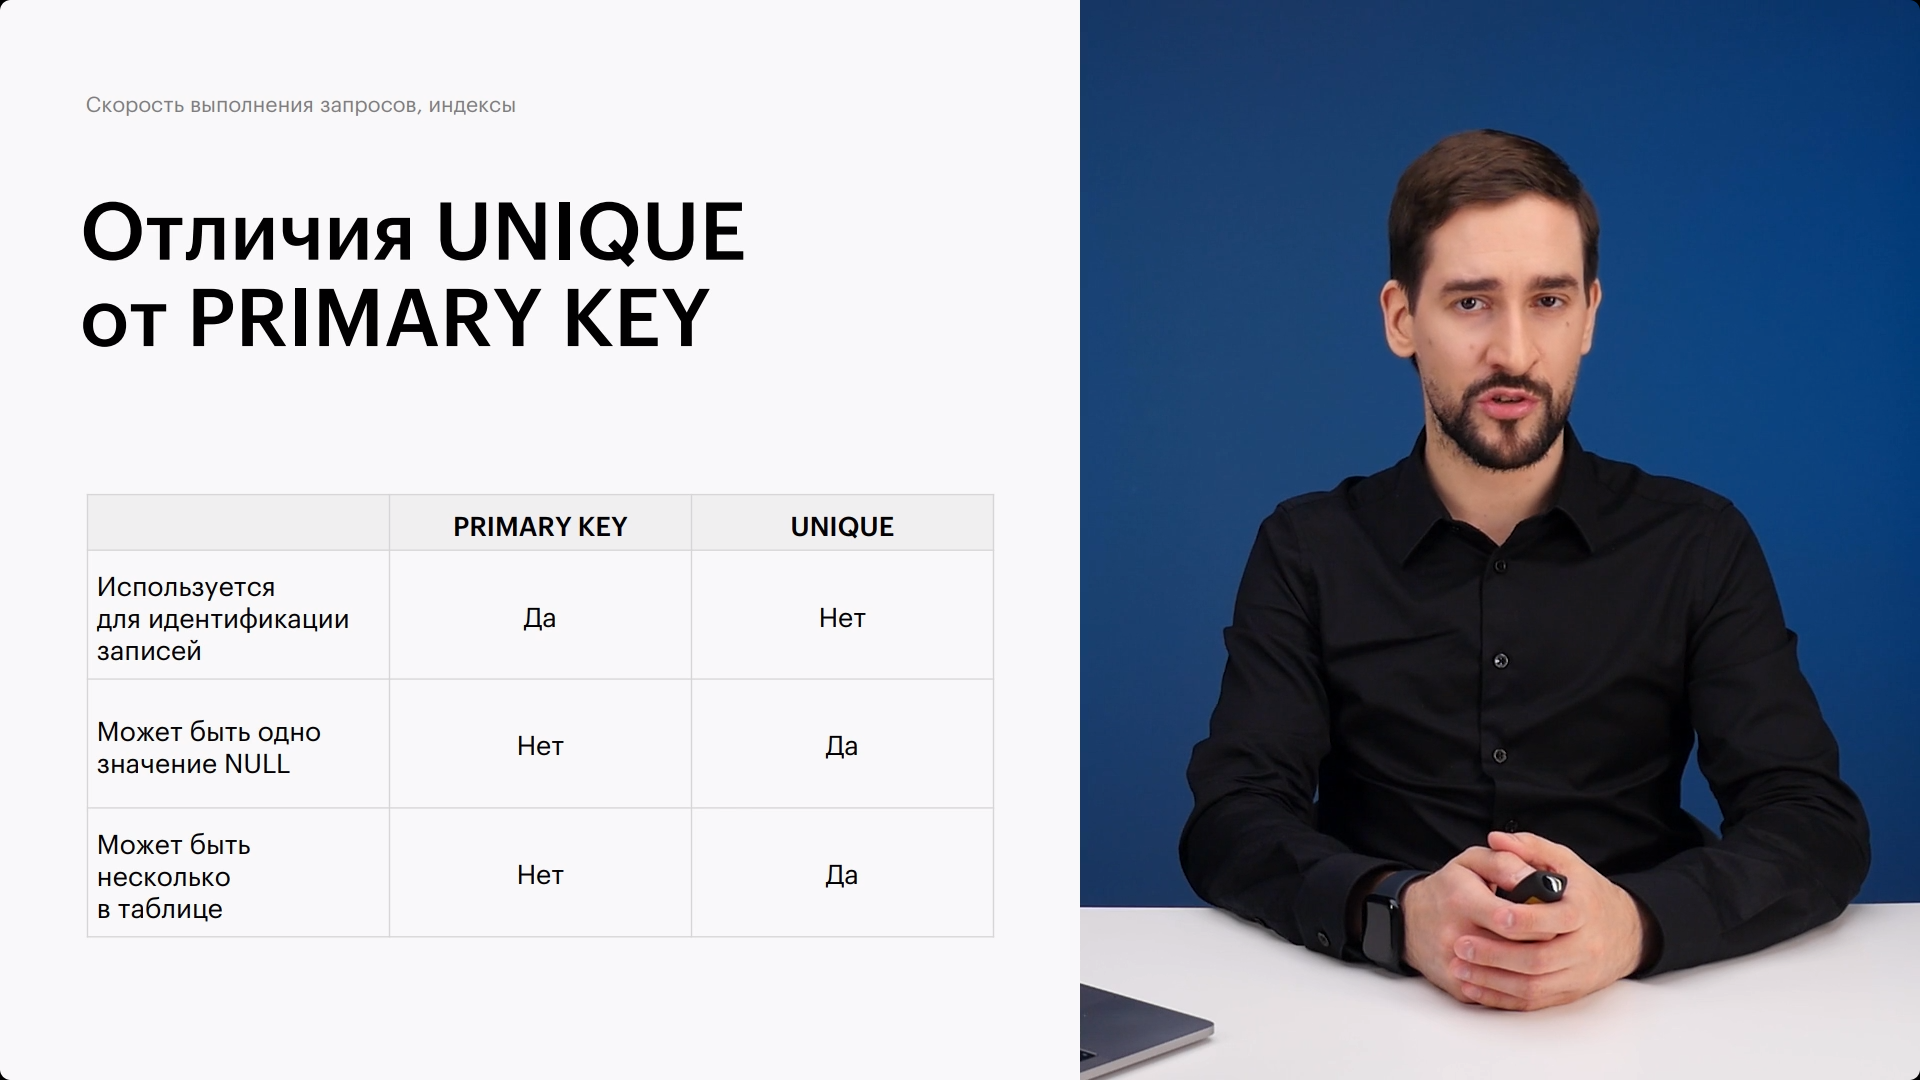 Скорость выполнения запросов, индексы
Отличия UNIQUE
от PRIMARY KEY
PRIMARY KEY UNIQUE
Используется
для идентификации
записей
Да Нет
Может быть одно
значение NULL
Нет Да
Может быть
несколько
в таблице
Нет Да